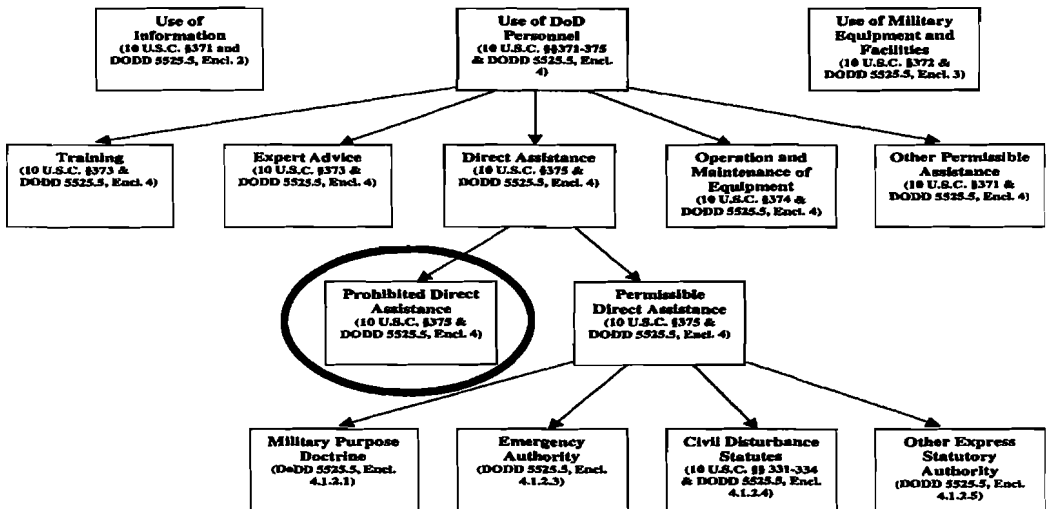 Use of
Information
(10 U.S.C. §371 and
DODD 5525.5, Encl. 2)
Use of DoD
Personnel
(10 U.S.C. §§371-375
& DODD 5525.5, Encl.
4)
Use of Military
Equipment and
Facilities
(10 U.S.C. §372 &
DODD 5525.5, Encl. 3)
Training
(10 U.S.C. §373 &
DODD 5525.5, Encl. 4)
Expert Advice
(10 U.S.C. §373 &
DODD 5525.5, Encl. 4)
Direct Assistance
(10 U.S.C. §375 &
DODD 5525.5, Encl. 4)
Operation and
Maintenance of
Equipment
(10 U.S.C. §374 &
DODD 5525.5, Encl. 4)
Other Permissible
Assistance
(10 U.S.C. §371 &
DODD 5525.5, Encl. 4)
Prohibited Direct
Assistance
(10 U.S.C. §375 &
DODD 5525.5, Encl. 4)
Permissible
Direct Assistance
(10 U.S.C. §375 &
DODD 5525.5, Encl. 4)
Military Purpose
Doctrine
(DoDD 5525.5, Encl.
4.1.2.1)
Emergency
Authority
(DODD 5525.5, Encl.
4.1.2.3)
Civil Disturbance
Statutes
(10 U.S.C. §§ 331-334
& DODD 5525.5, Encl.
4.1.2.4)
Other Express
Statutory
Authority
(DODD 5525.5, Encl.
4.1.2.5)